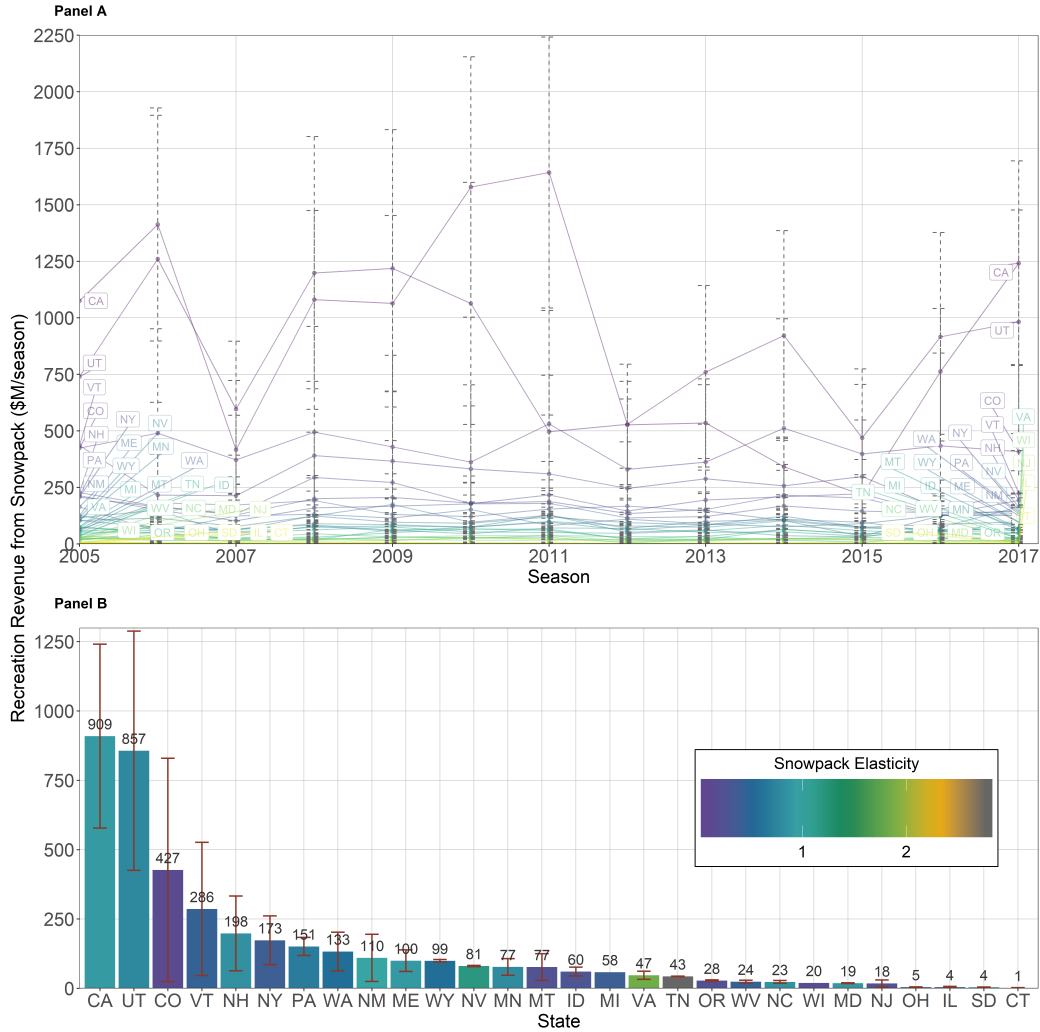 Panel A
Recreation Revenue from Snowpack ($M/season)
2250
2000
1750
1500
1250
1000
750
500
250
0
CA
UT
VT
CO
NY
NV
NH
ME
MN
PA
WY
WA
NM
MI
MT
TN
ID
VA
WV
NC
MD
NJ
WI
OR
OH
SD
IL
CT
CA
UT
CO
VA
VT
NY
WA
WI
NH
MT
WY
PA
NV
NJ
TN
MI
ID
ME
NM
NC
WV
MN
SD
OH
MD
OR
2005
2007
2009
2011
2013
2015
2017
Season
Panel B
1250
1000
750
500
250
0
909
857
427
286
198
173
151
133
110
100
99
81
77
77
60
58
47
43
28
24
23
20
19
18
5
4
4
1
Snowpack Elasticity
1
2
CA UT CO VT NH NY PA WA NM ME WY NV MN MT ID MI VA TN OR WV NC WI MD NJ OH IL SD CT
State